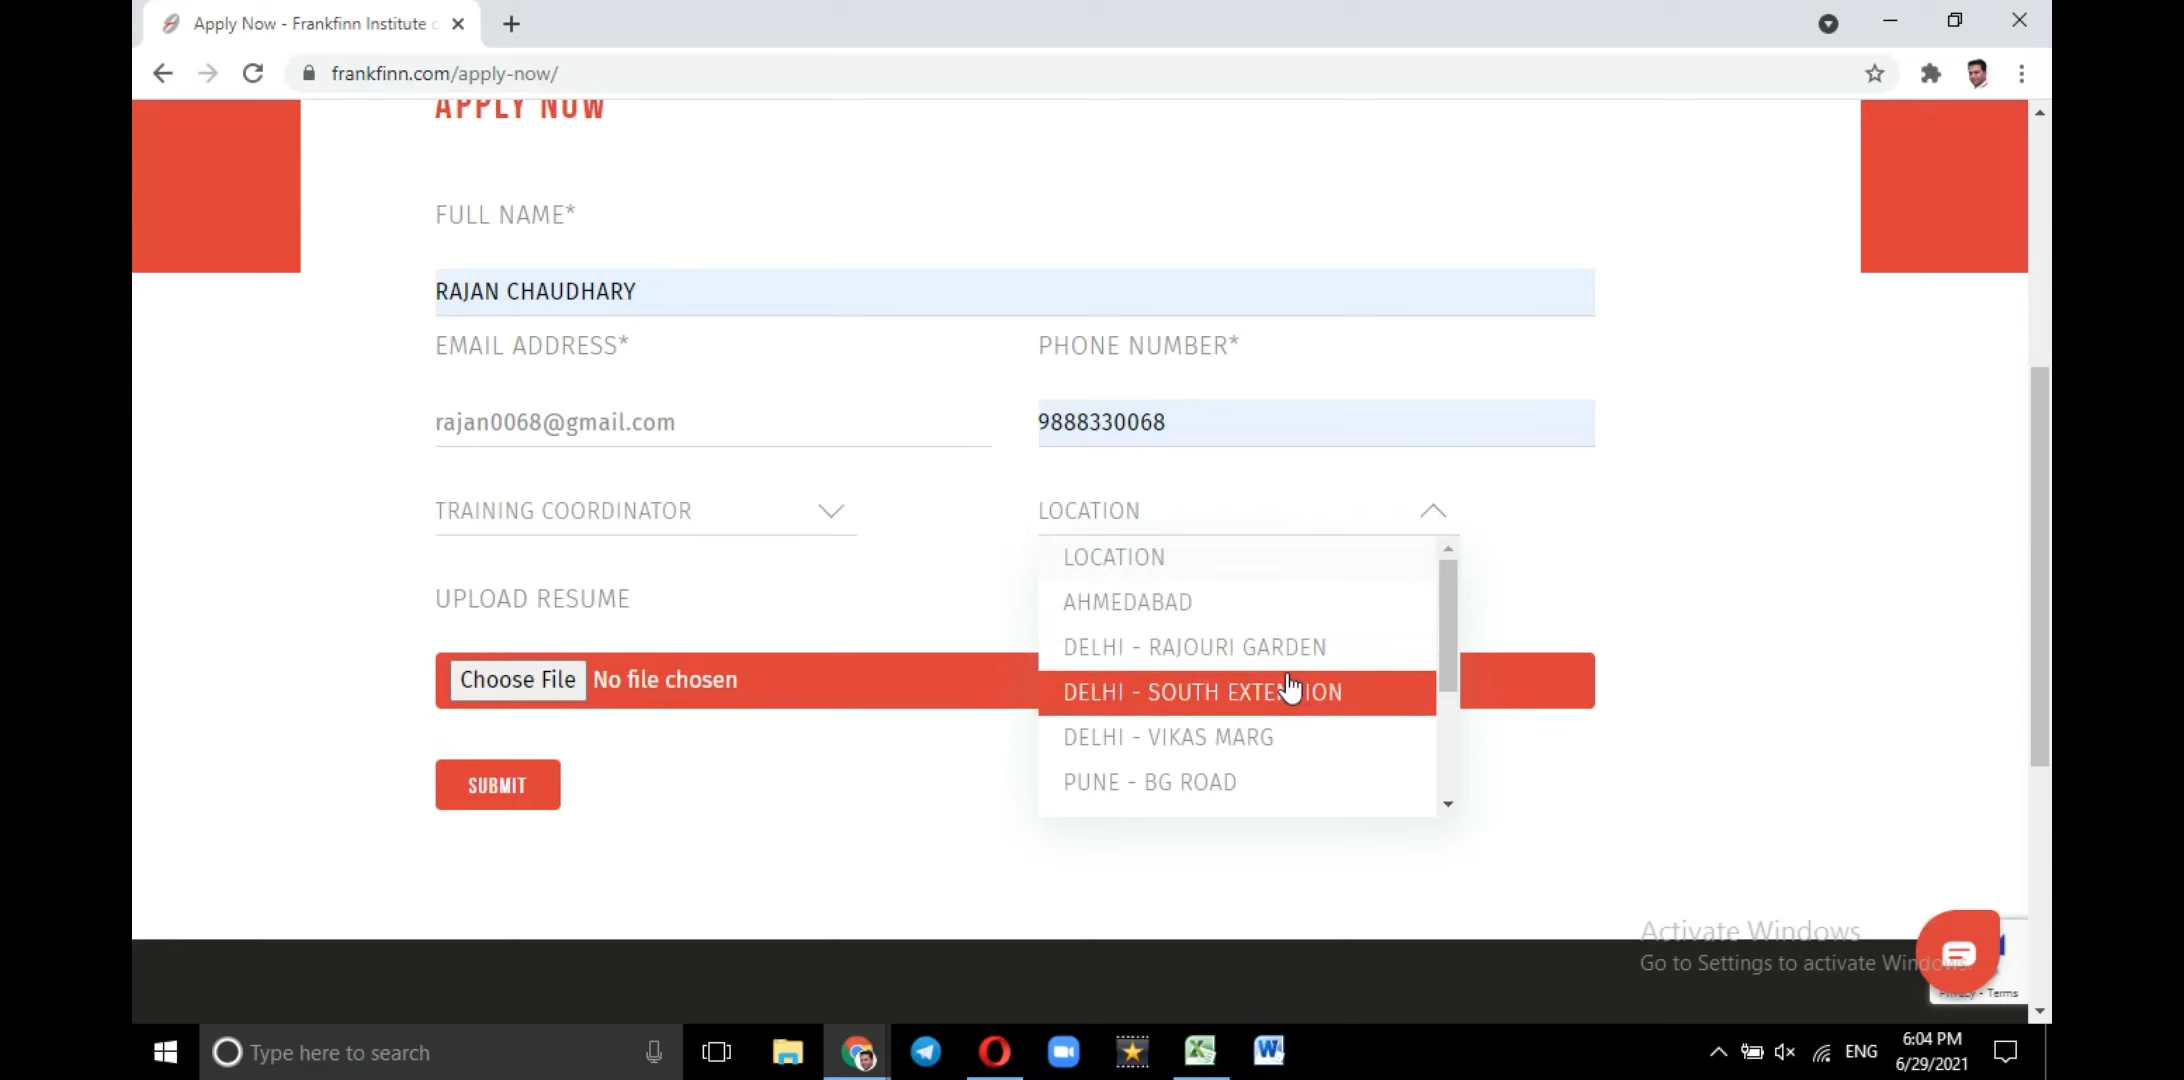 Apply Now - Frankfinn Institute
frankfinn.com/apply-now/
APPLY NOW
FULL NAME*
RAJAN CHAUDHARY
EMAIL ADDRESS*
PHONE NUMBER*
rajan0068@gmail.com
9888330068
TRAINING COORDINATOR
LOCATION
LOCATION
AHMEDABAD
UPLOAD RESUME
DELHI - RAJOURI GARDEN
Choose File No file chosen
DELHI - SOUTH EXTENSION
DELHI - VIKAS MARG
PUNE - BG ROAD
SUBMIT
Activate Windows
Go to Settings to activate Windows.
Privacy - Terms
Type here to search
ENG
6:04 PM
6/29/2021